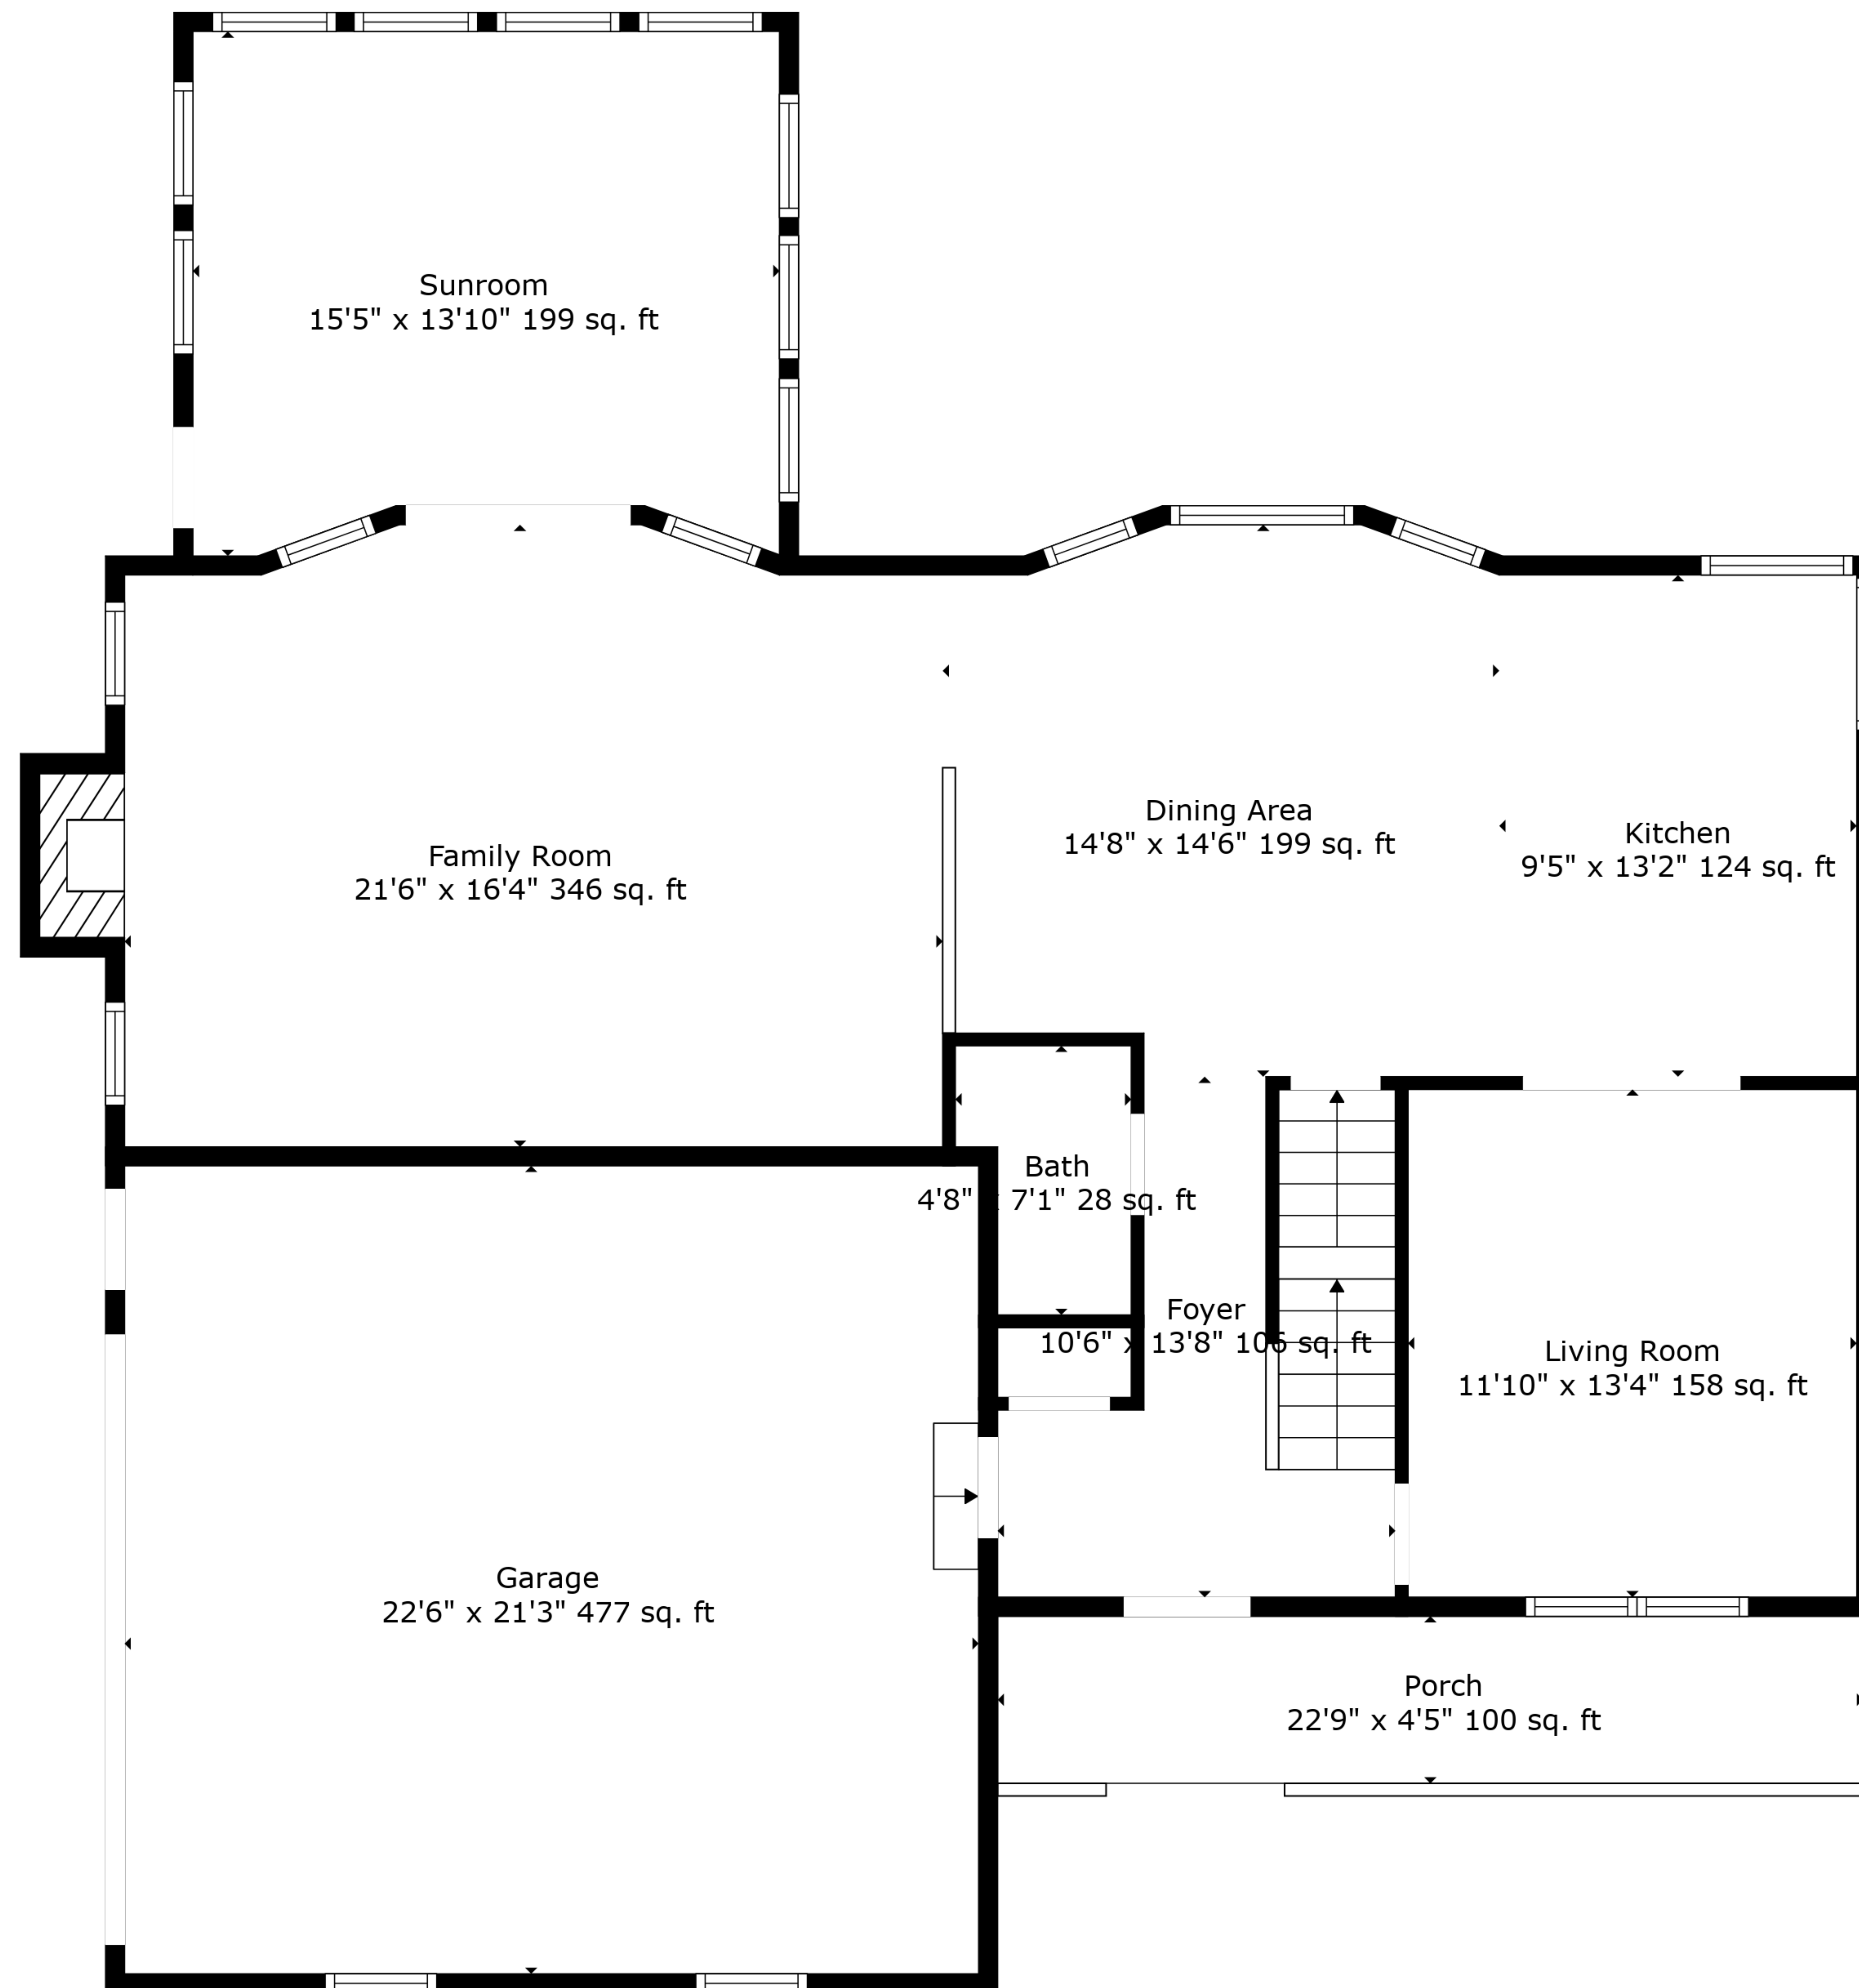 Sunroom
15'5" x 13'10" 199 sq. ft
Dining Area
14'8" x 14'6" 199 sq. ft
Kitchen
9'5" x 13'2" 124 sq. ft
Family Room
21'6" x 16'4" 346 sq. ft
Bath
4'8" x 7'1" 28 sq. ft
Foyer
10'6" x 13'8" 106 sq. ft
Living Room
11'10" x 13'4" 158 sq. ft
Garage
22'6" x 21'3" 477 sq. ft
Porch
22'9" x 4'5" 100 sq. ft